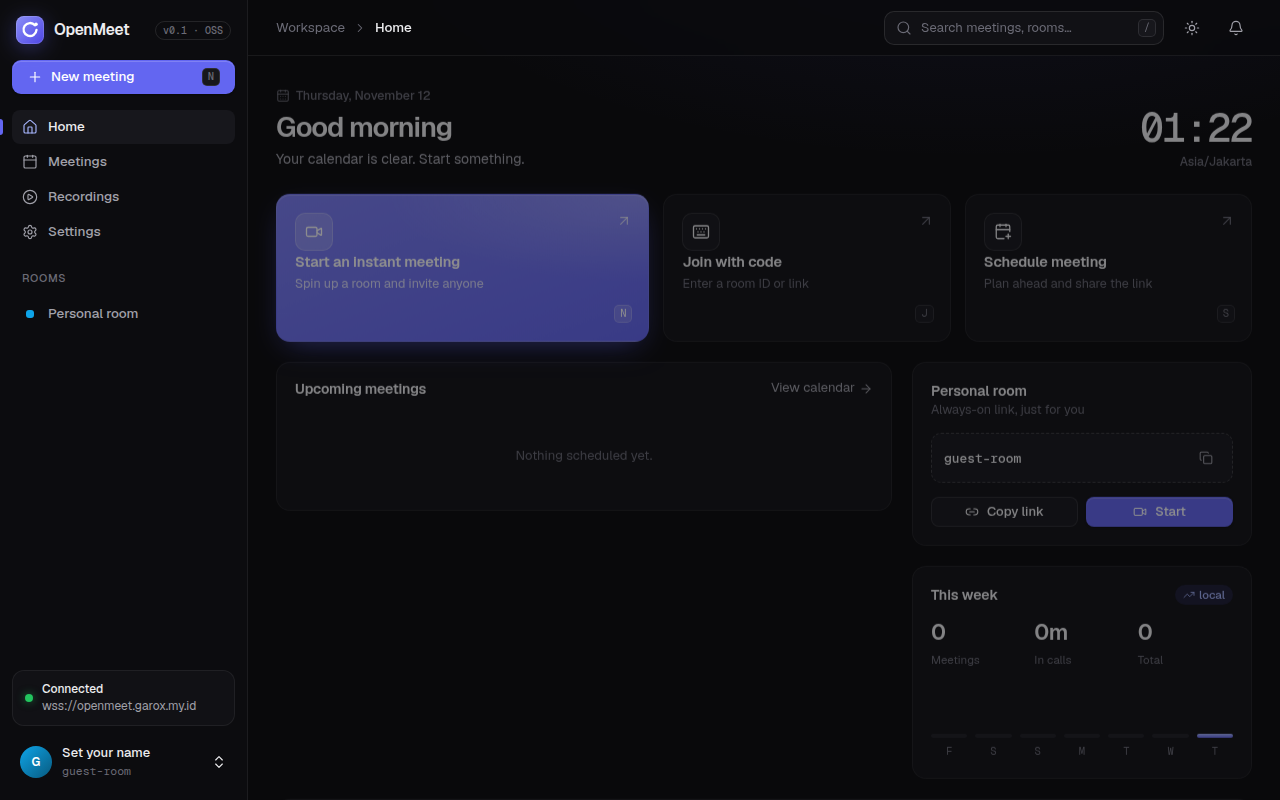 OpenMeet
v0.1 · OSS
New meeting
N
Home
Meetings
Recordings
Settings
ROOMS
Personal room
Connected
wss://openmeet.garox.my.id
G
Set your name
guest-room
Workspace > Home
Search meetings, rooms...
/
Thursday, November 12
Good morning
Your calendar is clear. Start something.
01:22
Asia/Jakarta
Start an instant meeting
Spin up a room and invite anyone
N
Join with code
Enter a room ID or link
J
Schedule meeting
Plan ahead and share the link
S
Upcoming meetings
View calendar →
Nothing scheduled yet.
Personal room
Always-on link, just for you
guest-room
Copy link
Start
This week
local
0 0m 0
Meetings In calls Total
F S S M T W T